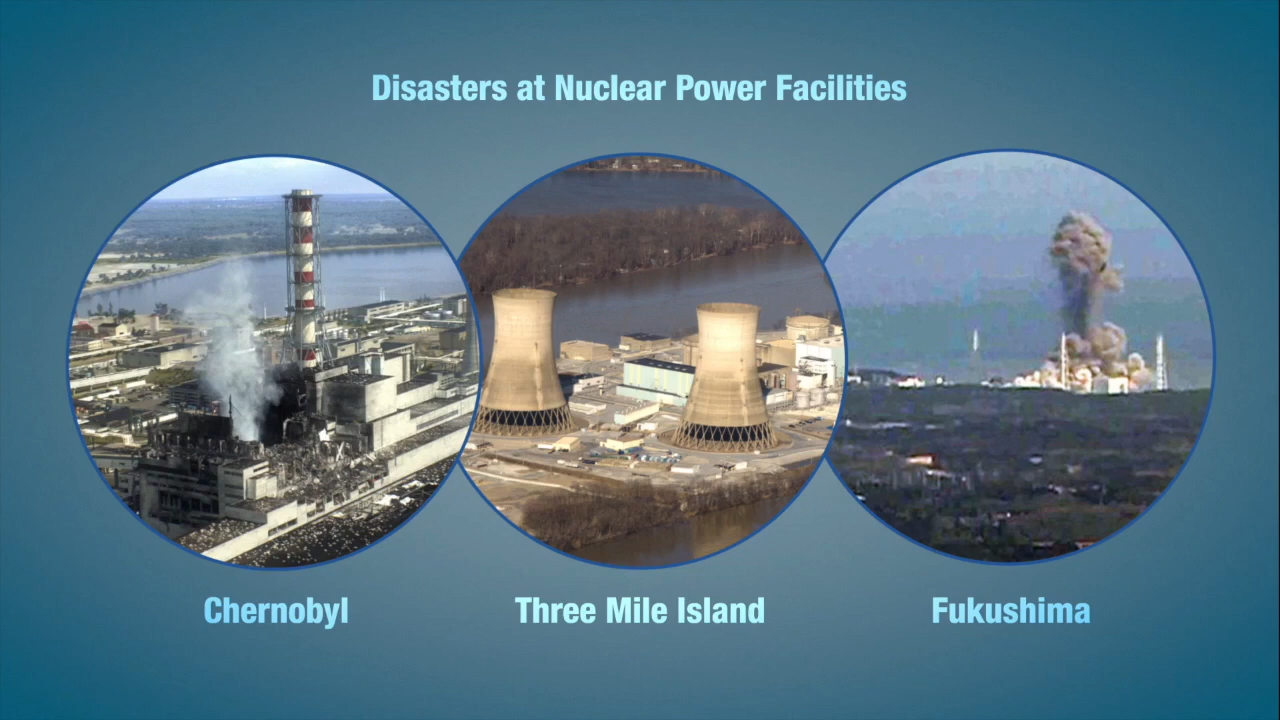 Disasters at Nuclear Power Facilities
Chernobyl
Three Mile Island
Fukushima